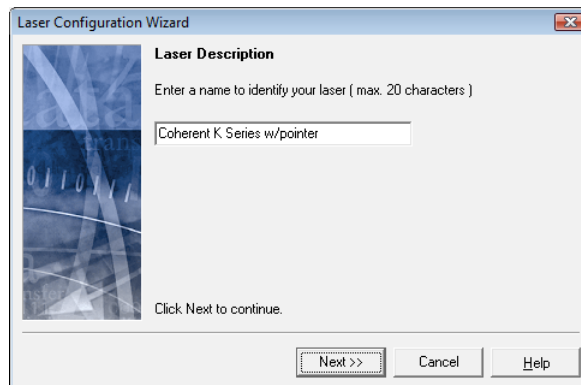 Laser Configuration Wizard
Laser Description
Enter a name to identify your laser ( max. 20 characters )
Coherent K Series w/pointer
Click Next to continue.
Next >>
Cancel
Help